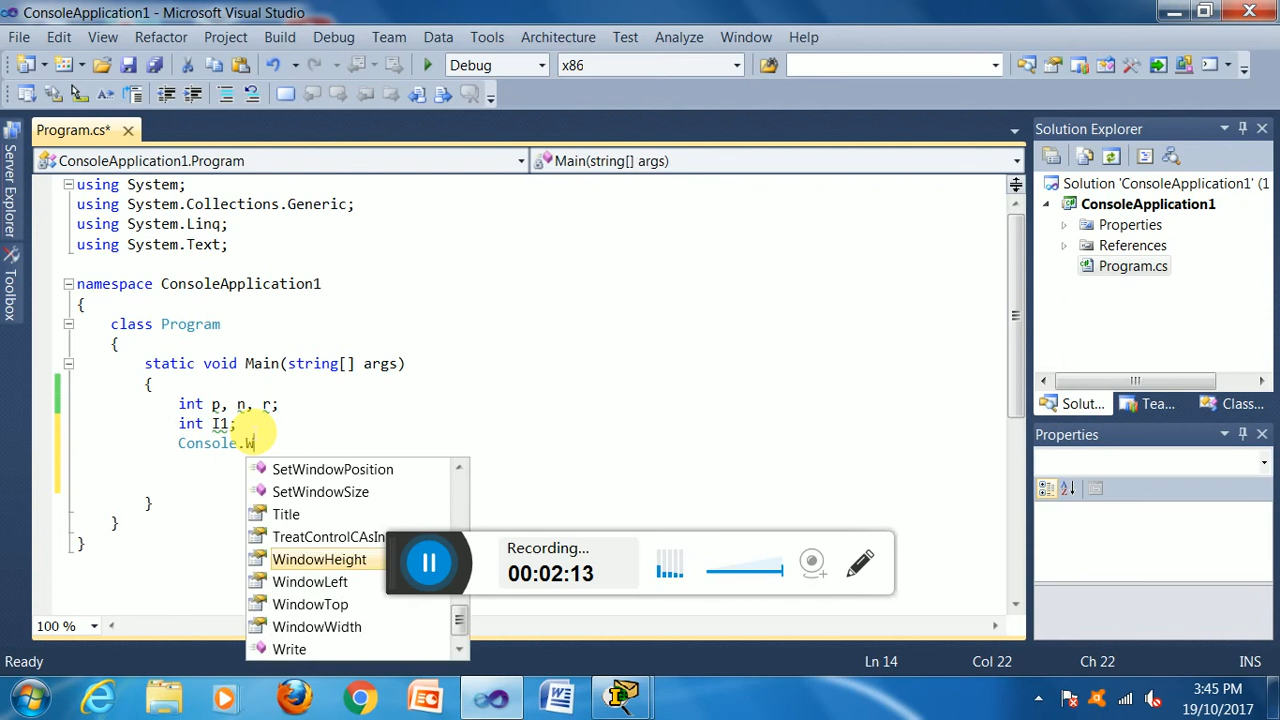 ConsoleApplication1 - Microsoft Visual Studio
File Edit View Refactor Project Build Debug Team Data Tools Architecture Test Analyze Window Help
Debug x86
Server Explorer
Toolbox
Program.cs*
ConsoleApplication1.Program Main(string[] args)
using System;
using System.Collections.Generic;
using System.Linq;
using System.Text;
namespace ConsoleApplication1
{
class Program
{
static void Main(string[] args)
{
int p, n, r;
int I1;
Console.W
}
}
}
SetWindowPosition
SetWindowSize
Title
TreatControlCAsIn
WindowHeight
WindowLeft
WindowTop
WindowWidth
Write
Recording...
00:02:13
100 %
Solution Explorer
Solution 'ConsoleApplication1' (1
ConsoleApplication1
Properties
References
Program.cs
Solut... Tea... Class...
Properties
Ready Ln 14 Col 22 Ch 22 INS
3:45 PM
19/10/2017